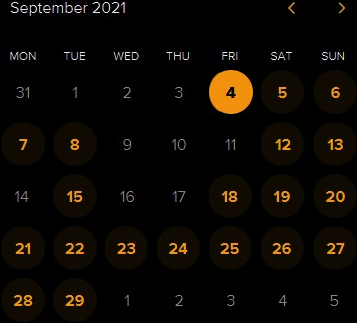 September 2021
MON TUE WED THU FRI SAT SUN
31 1 2 3 4 5 6
7 8 9 10 11 12 13
14 15 16 17 18 19 20
21 22 23 24 25 26 27
28 29 1 2 3 4 5